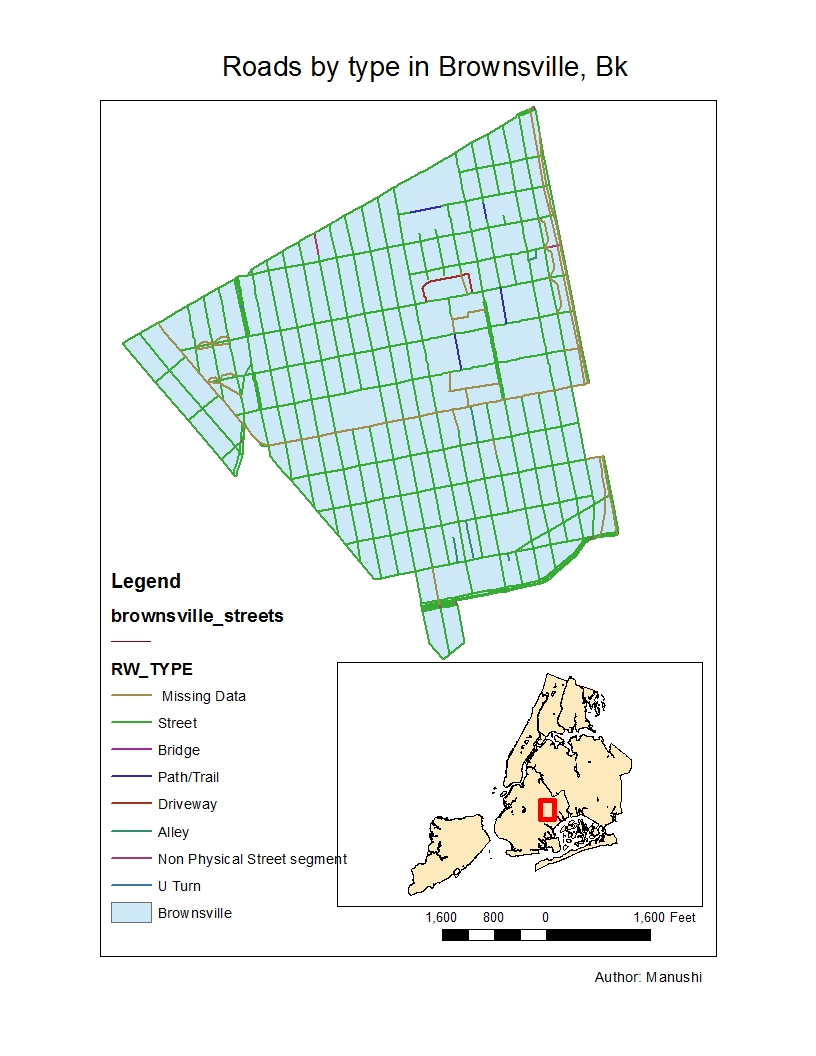 Roads by type in Brownsville, Bk
Legend
brownsville_streets
RW_TYPE
Missing Data
Street
Bridge
Path/Trail
Driveway
Alley
Non Physical Street segment
U Turn
Brownsville
1,600 800 0 1,600 Feet
Author: Manushi